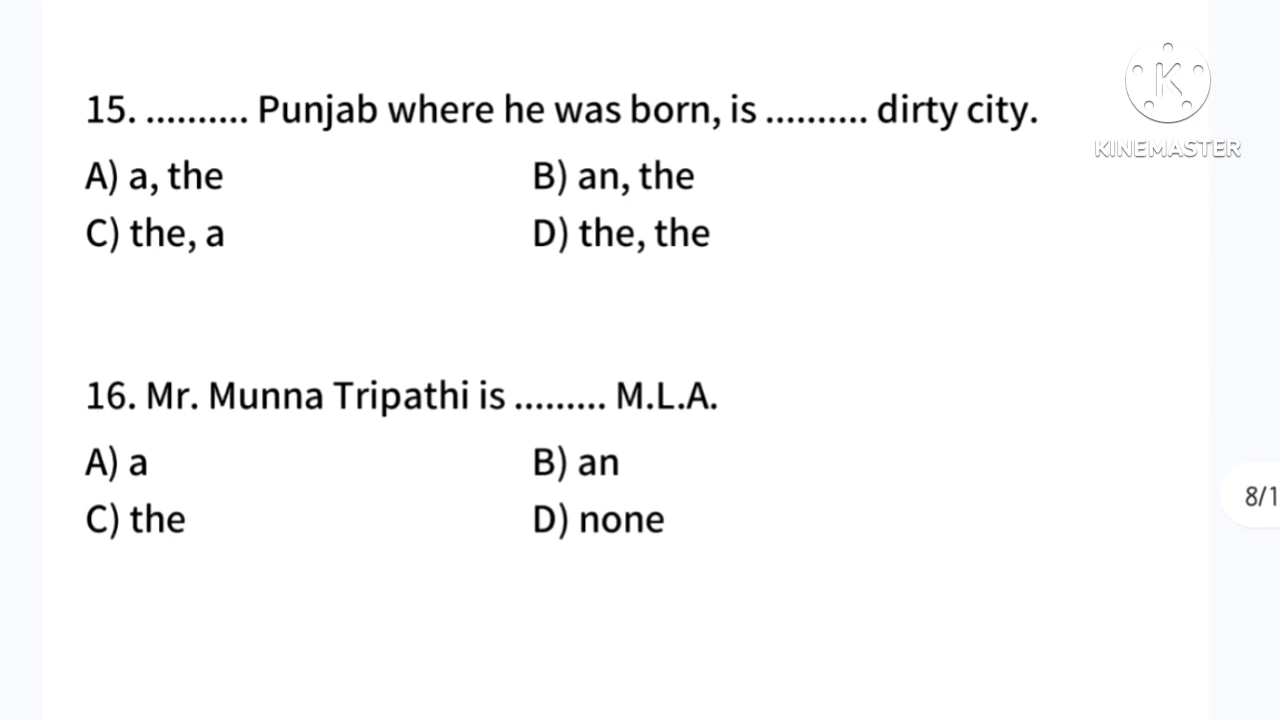 15. .......... Punjab where he was born, is .......... dirty city.
A) a, the B) an, the
C) the, a D) the, the
16. Mr. Munna Tripathi is ......... M.L.A.
A) a B) an
C) the D) none
K
KINEMASTER
8/1